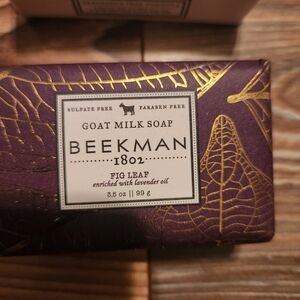 SULFATE FREE PARABEN FREE
GOAT MILK SOAP
BEEKMAN
1802
FIG LEAF
enriched with lavender oil
3.5 oz || 99 g